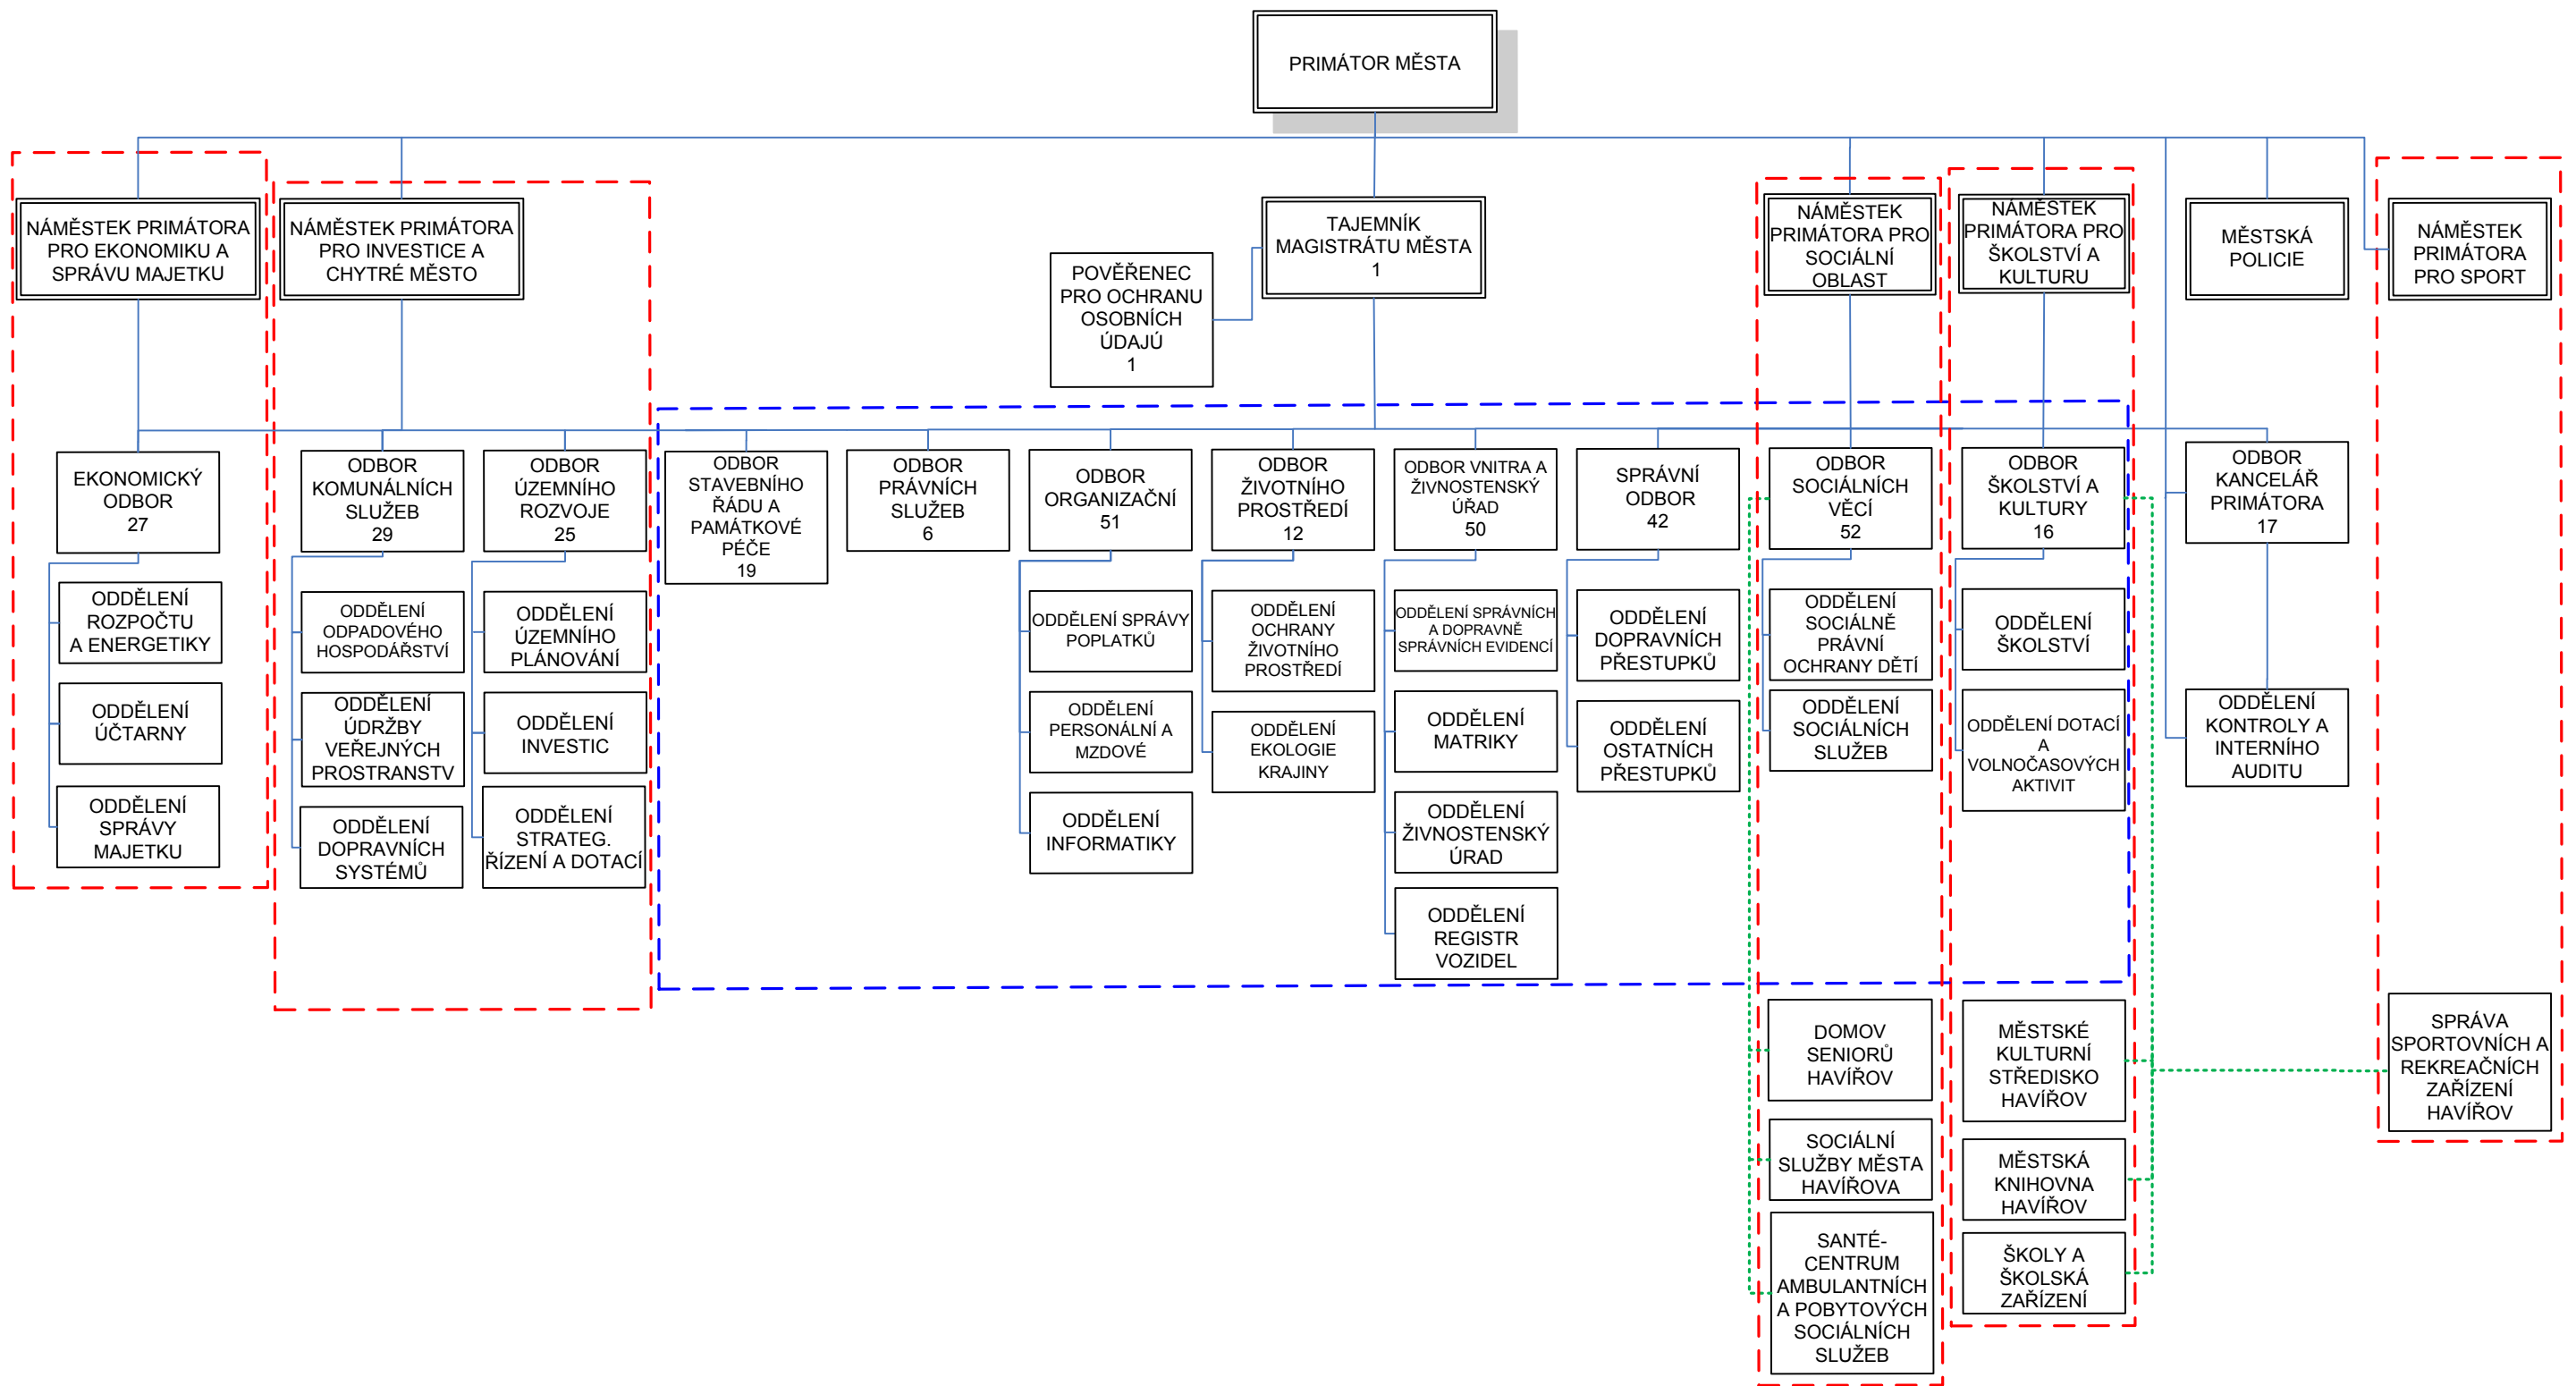 PRIMÁTOR MĚSTA
NÁMĚSTEK PRIMÁTORA
PRO EKONOMIKU A
SPRÁVU MAJETKU
NÁMĚSTEK PRIMÁTORA
PRO INVESTICE A
CHYTRÉ MĚSTO
POVĚŘENEC
PRO OCHRANU
OSOBNÍCH
ÚDAJŮ
1
TAJEMNÍK
MAGISTRÁTU MĚSTA
1
NÁMĚSTEK
PRIMÁTORA PRO
SOCIÁLNÍ
OBLAST
NÁMĚSTEK
PRIMÁTORA PRO
ŠKOLSTVÍ A
KULTURU
MĚSTSKÁ
POLICIE
NÁMĚSTEK
PRIMÁTORA
PRO SPORT
EKONOMICKÝ
ODBOR
27
ODBOR
KOMUNÁLNÍCH
SLUŽEB
29
ODBOR
ÚZEMNÍHO
ROZVOJE
25
ODBOR
STAVEBNÍHO
ŘÁDU A
PAMÁTKOVÉ
PÉČE
19
ODBOR
PRÁVNÍCH
SLUŽEB
6
ODBOR
ORGANIZAČNÍ
51
ODBOR
ŽIVOTNÍHO
PROSTŘEDÍ
12
ODBOR VNITRA A
ŽIVNOSTENSKÝ
ÚŘAD
50
SPRÁVNÍ
ODBOR
42
ODBOR
SOCIÁLNÍCH
VĚCÍ
52
ODBOR
ŠKOLSTVÍ A
KULTURY
16
ODBOR
KANCELÁŘ
PRIMÁTORA
17
ODDĚLENÍ
ROZPOČTU
A ENERGETIKY
ODDĚLENÍ
ÚČTARNY
ODDĚLENÍ
SPRÁVY
MAJETKU
ODDĚLENÍ
ODPADOVÉHO
HOSPODÁŘSTVÍ
ODDĚLENÍ
ÚDRŽBY
VEŘEJNÝCH
PROSTRANSTV
ODDĚLENÍ
DOPRAVNÍCH
SYSTÉMŮ
ODDĚLENÍ
ÚZEMNÍHO
PLÁNOVÁNÍ
ODDĚLENÍ
INVESTIC
ODDĚLENÍ
STRATEG.
ŘÍZENÍ A DOTACÍ
ODDĚLENÍ SPRÁVY
POPLATKŮ
ODDĚLENÍ
PERSONÁLNÍ A
MZDOVÉ
ODDĚLENÍ
INFORMATIKY
ODDĚLENÍ
OCHRANY
ŽIVOTNÍHO
PROSTŘEDÍ
ODDĚLENÍ
EKOLOGIE
KRAJINY
ODDĚLENÍ SPRÁVNÍCH
A DOPRAVNĚ
SPRÁVNÍCH EVIDENCÍ
ODDĚLENÍ
MATRIKY
ODDĚLENÍ
ŽIVNOSTENSKÝ
ÚRAD
ODDĚLENÍ
REGISTR
VOZIDEL
ODDĚLENÍ
DOPRAVNÍCH
PŘESTUPKŮ
ODDĚLENÍ
OSTATNÍCH
PŘESTUPKŮ
ODDĚLENÍ
SOCIÁLNĚ
PRÁVNÍ
OCHRANY DĚTÍ
ODDĚLENÍ
SOCIÁLNÍCH
SLUŽEB
ODDĚLENÍ
ŠKOLSTVÍ
ODDĚLENÍ DOTACÍ
A
VOLNOČASOVÝCH
AKTIVIT
ODDĚLENÍ
KONTROLY A
INTERNÍHO
AUDITU
DOMOV
SENIORŮ
HAVÍŘOV
SOCIÁLNÍ
SLUŽBY MĚSTA
HAVÍŘOVA
SANTÉ-
CENTRUM
AMBULANTNÍCH
A POBYTOVÝCH
SOCIÁLNÍCH
SLUŽEB
MĚSTSKÉ
KULTURNÍ
STŘEDISKO
HAVÍŘOV
MĚSTSKÁ
KNIHOVNA
HAVÍŘOV
ŠKOLY A
ŠKOLSKÁ
ZAŘÍZENÍ
SPRÁVA
SPORTOVNÍCH A
REKREAČNÍCH
ZAŘÍZENÍ
HAVÍŘOV